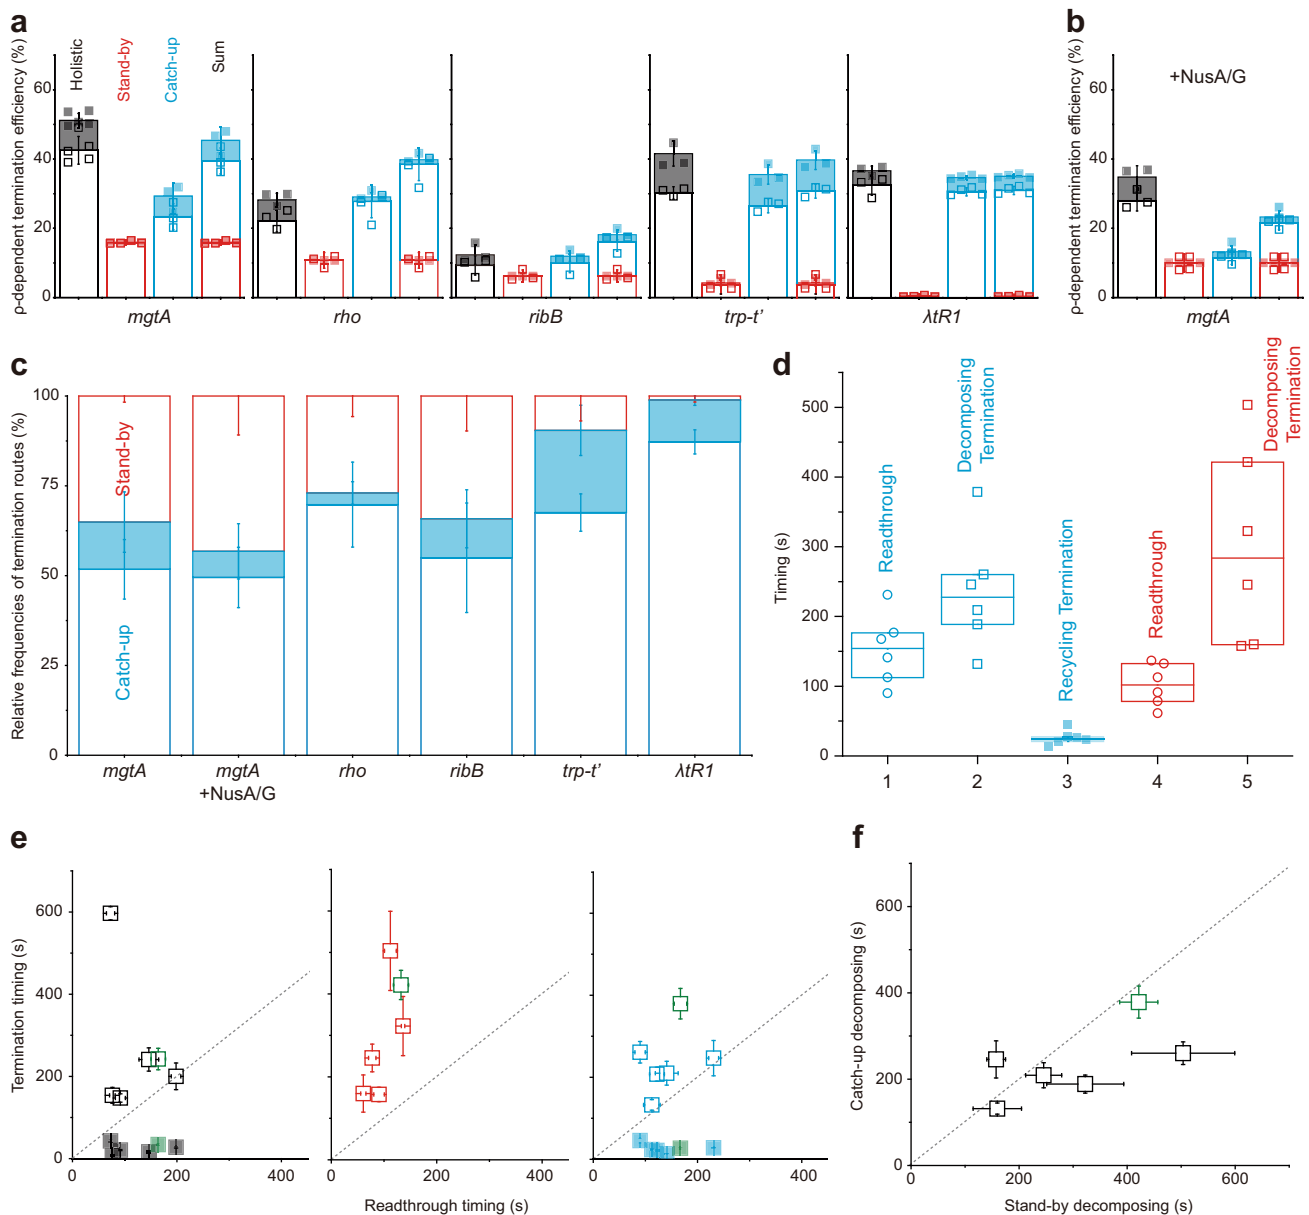 a
ρ-dependent termination efficiency (%)
60
40
20
0
Holistic
Stand-by
Catch-up
Sum
mgtA
rho
ribB
trp-t'
λtR1
b
ρ-dependent termination efficiency (%)
60
40
20
0
+NusA/G
mgtA
c
Relative frequencies of termination routes (%)
100
75
50
25
0
Stand-by
Catch-up
mgtA
mgtA
+NusA/G
rho
ribB
trp-t'
λtR1
d
Timing (s)
500
400
300
200
100
0
Readthrough
Decomposing
Termination
Recycling Termination
Readthrough
Decomposing
Termination
1
2
3
4
5
e
Termination timing (s)
600
400
200
0
0
200
400
0
200
400
0
200
400
Readthrough timing (s)
f
Catch-up decomposing (s)
600
400
200
0
0
200
400
600
Stand-by decomposing (s)